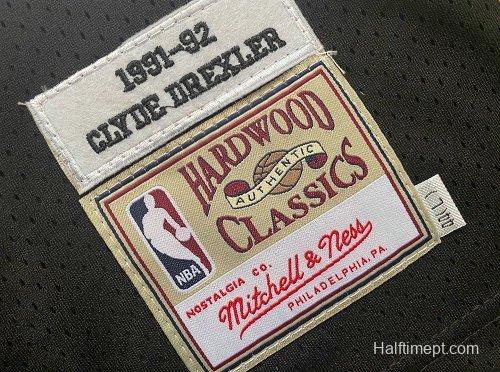 1991-92
CLYDE DREXLER
HARDWOOD
AUTHENTIC
CLASSICS
NBA
NOSTALGIA CO.
Mitchell & Ness
PHILADELPHIA, PA.
Halftimept.com